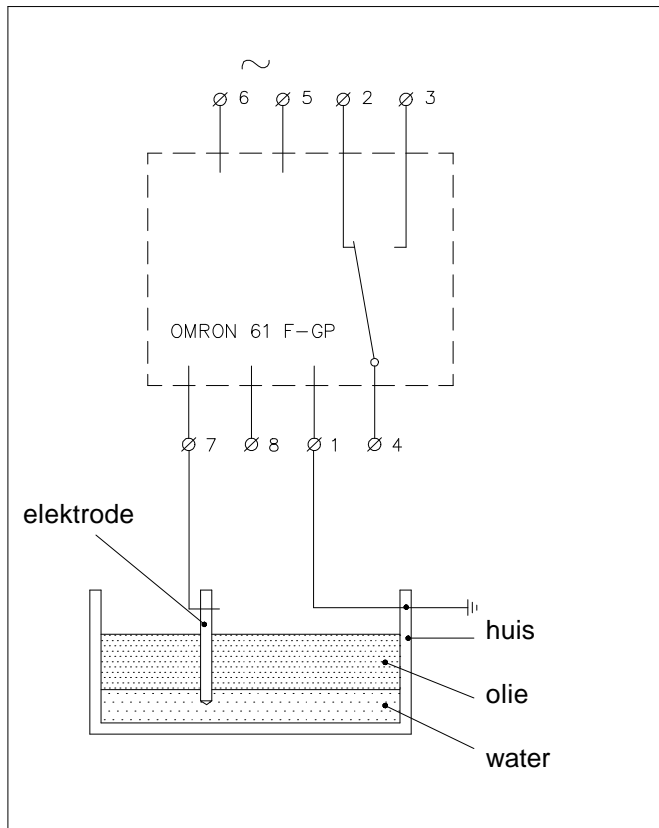 ∼
6 5 2 3
OMRON 61 F-GP
7 8 1 4
elektrode
huis
olie
water